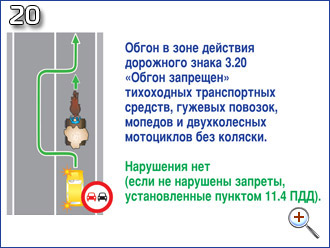 20
Обгон в зоне действия
дорожного знака 3.20
«Обгон запрещен»
тихоходных транспортных
средств, гужевых повозок,
мопедов и двухколесных
мотоциклов без коляски.
Нарушения нет
(если не нарушены запреты,
установленные пунктом 11.4 ПДД).